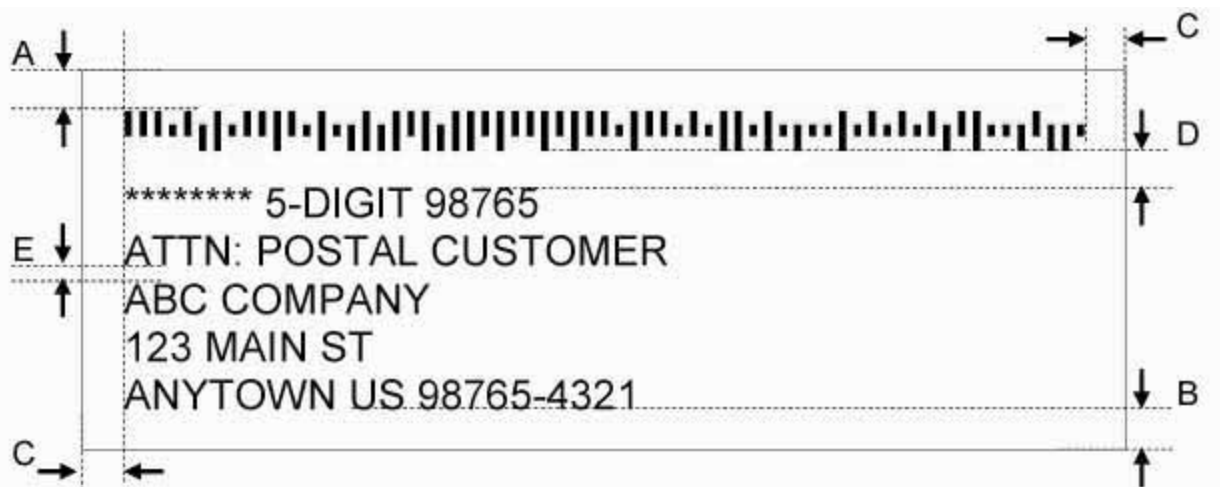 A
C
D
******** 5-DIGIT 98765
ATTN: POSTAL CUSTOMER
E
ABC COMPANY
123 MAIN ST
ANYTOWN US 98765-4321
B
C